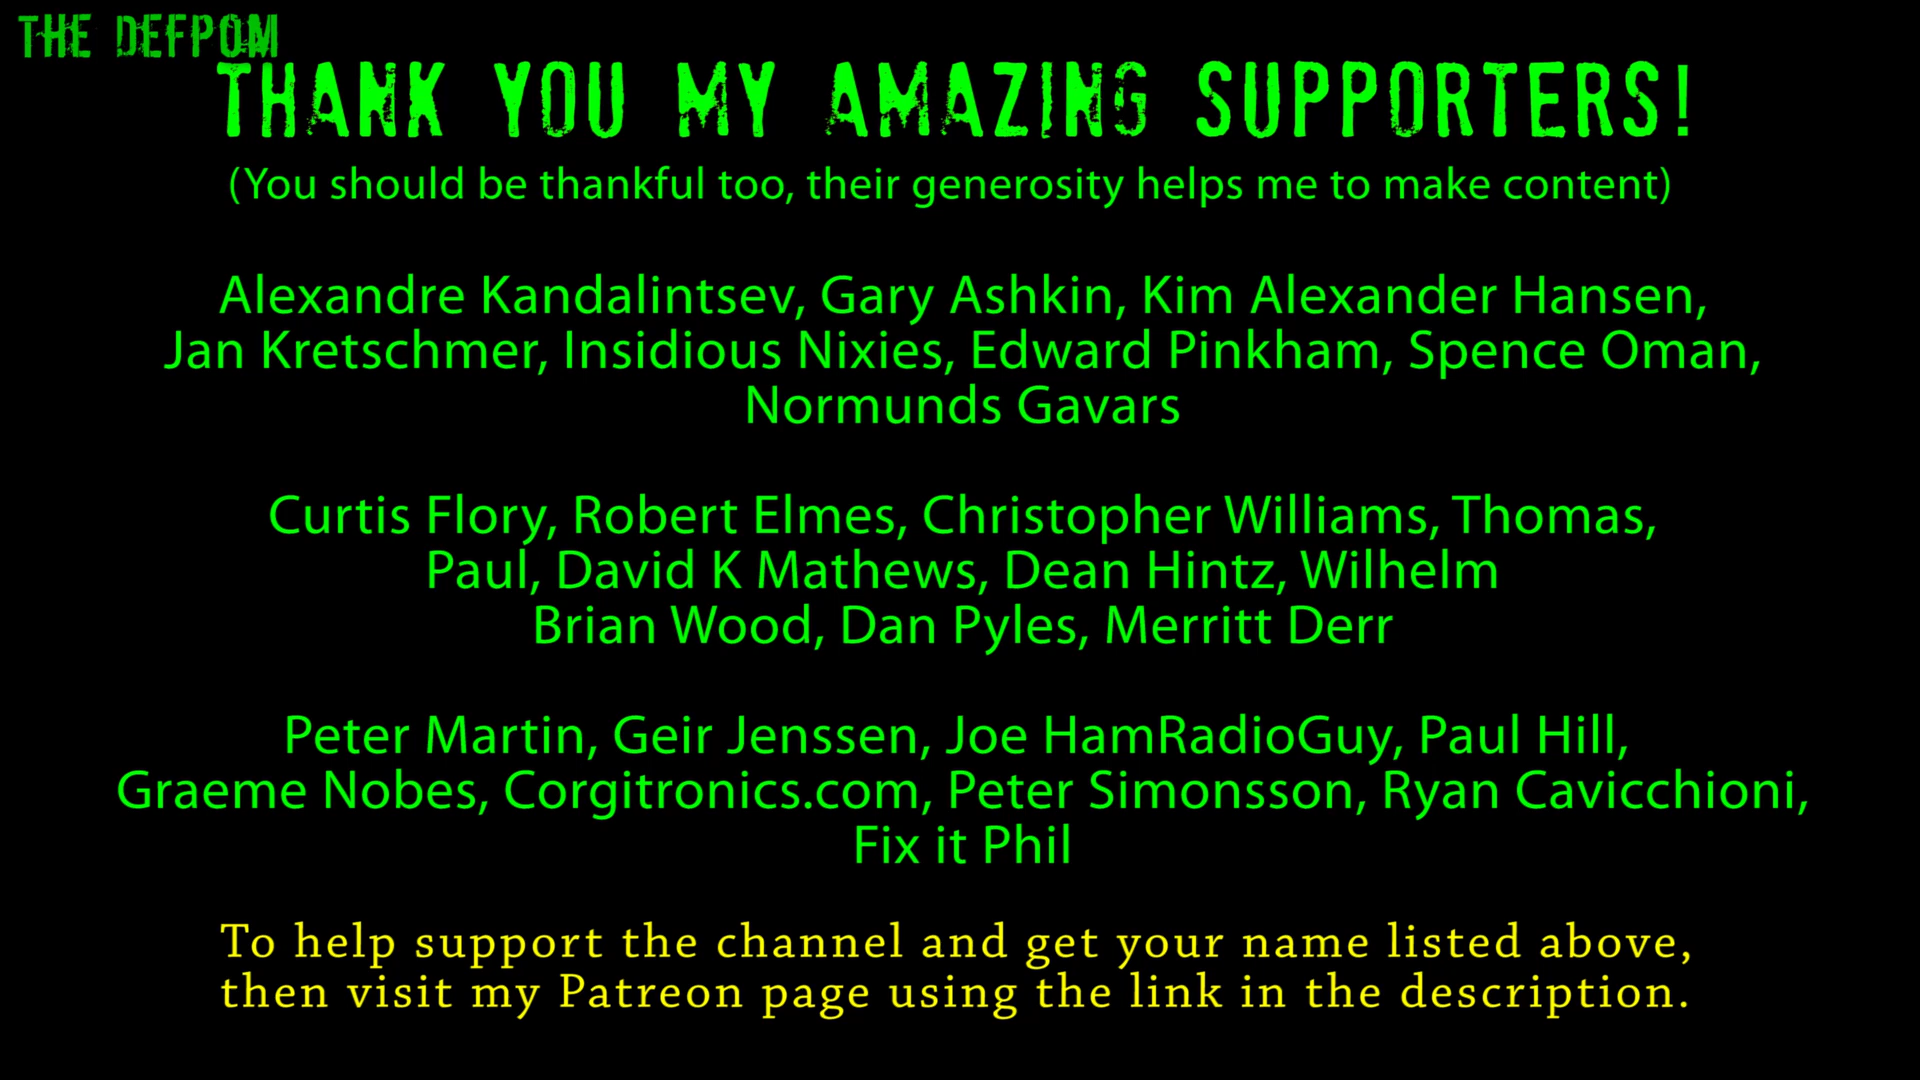 THE DEFPOM
THANK YOU MY AMAZING SUPPORTERS!
(You should be thankful too, their generosity helps me to make content)
Alexandre Kandalintsev, Gary Ashkin, Kim Alexander Hansen,
Jan Kretschmer, Insidious Nixies, Edward Pinkham, Spence Oman,
Normunds Gavars
Curtis Flory, Robert Elmes, Christopher Williams, Thomas,
Paul, David K Mathews, Dean Hintz, Wilhelm
Brian Wood, Dan Pyles, Merritt Derr
Peter Martin, Geir Jenssen, Joe HamRadioGuy, Paul Hill,
Graeme Nobes, Corgitronics.com, Peter Simonsson, Ryan Cavicchioni,
Fix it Phil
To help support the channel and get your name listed above,
then visit my Patreon page using the link in the description.